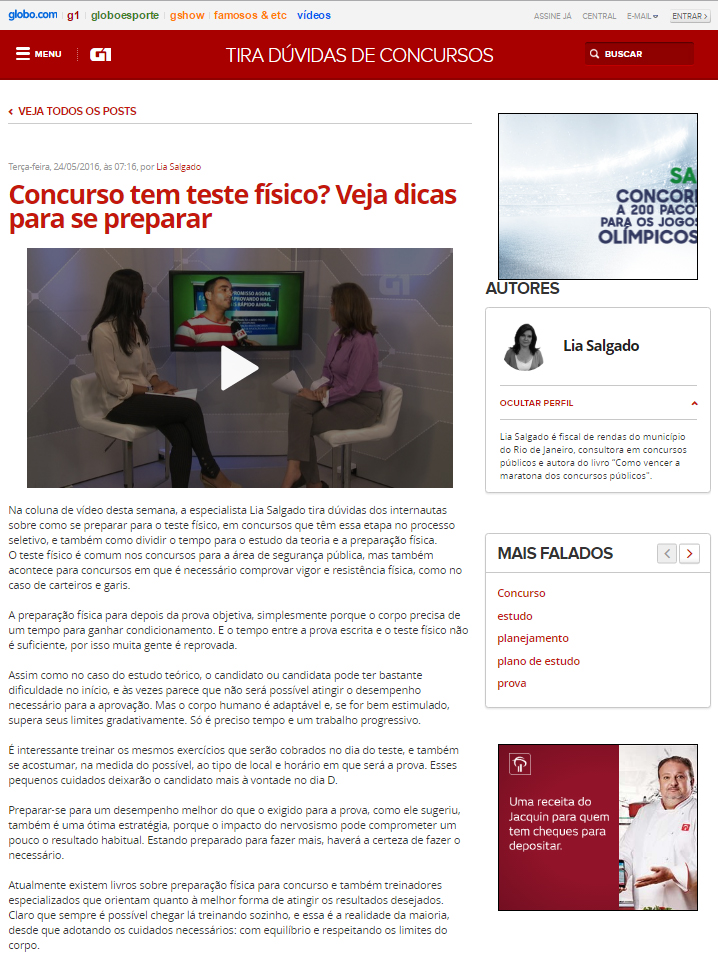 globo.com g1 globoesporte gshow famosos & etc vídeos
ASSINE JÁ CENTRAL E-MAIL ENTRAR ›
MENU G1 TIRA DÚVIDAS DE CONCURSOS BUSCAR
VEJA TODOS OS POSTS
Terça-feira, 24/05/2016, às 07:16, por Lia Salgado
Concurso tem teste físico? Veja dicas
para se preparar
G1
Na coluna de vídeo desta semana, a especialista Lia Salgado tira dúvidas dos internautas
sobre como se preparar para o teste físico, em concursos que têm essa etapa no processo
seletivo, e também como dividir o tempo para o estudo da teoria e a preparação física.
O teste físico é comum nos concursos para a área de segurança pública, mas também
acontece para concursos em que é necessário comprovar vigor e resistência física, como no
caso de carteiros e garis.
A preparação física para depois da prova objetiva, simplesmente porque o corpo precisa de
um tempo para ganhar condicionamento. E o tempo entre a prova escrita e o teste físico não
é suficiente, por isso muita gente é reprovada.
Assim como no caso do estudo teórico, o candidato ou candidata pode ter bastante
dificuldade no início, e às vezes parece que não será possível atingir o desempenho
necessário para a aprovação. Mas o corpo humano é adaptável e, se for bem estimulado,
supera seus limites gradativamente. Só é preciso tempo e um trabalho progressivo.
É interessante treinar os mesmos exercícios que serão cobrados no dia do teste, e também
se acostumar, na medida do possível, ao tipo de local e horário em que será a prova. Esses
pequenos cuidados deixarão o candidato mais à vontade no dia D.
Preparar-se para um desempenho melhor do que o exigido para a prova, como ele sugeriu,
também é uma ótima estratégia, porque o impacto do nervosismo pode comprometer um
pouco o resultado habitual. Estando preparado para fazer mais, haverá a certeza de fazer o
necessário.
Atualmente existem livros sobre preparação física para concurso e também treinadores
especializados que orientam quanto à melhor forma de atingir os resultados desejados.
Claro que sempre é possível chegar lá treinando sozinho, e essa é a realidade da maioria,
desde que adotando os cuidados necessários: com equilíbrio e respeitando os limites do
corpo.
SA
CONCORR
A 200 PACO
PARA OS JOGOS
OLÍMPICOS
AUTORES
Lia Salgado
OCULTAR PERFIL
Lia Salgado é fiscal de rendas do município
do Rio de Janeiro, consultora em concursos
públicos e autora do livro “Como vencer a
maratona dos concursos públicos”.
MAIS FALADOS
Concurso
estudo
planejamento
plano de estudo
prova
Uma receita do
Jacquin para quem
tem cheques para
depositar.